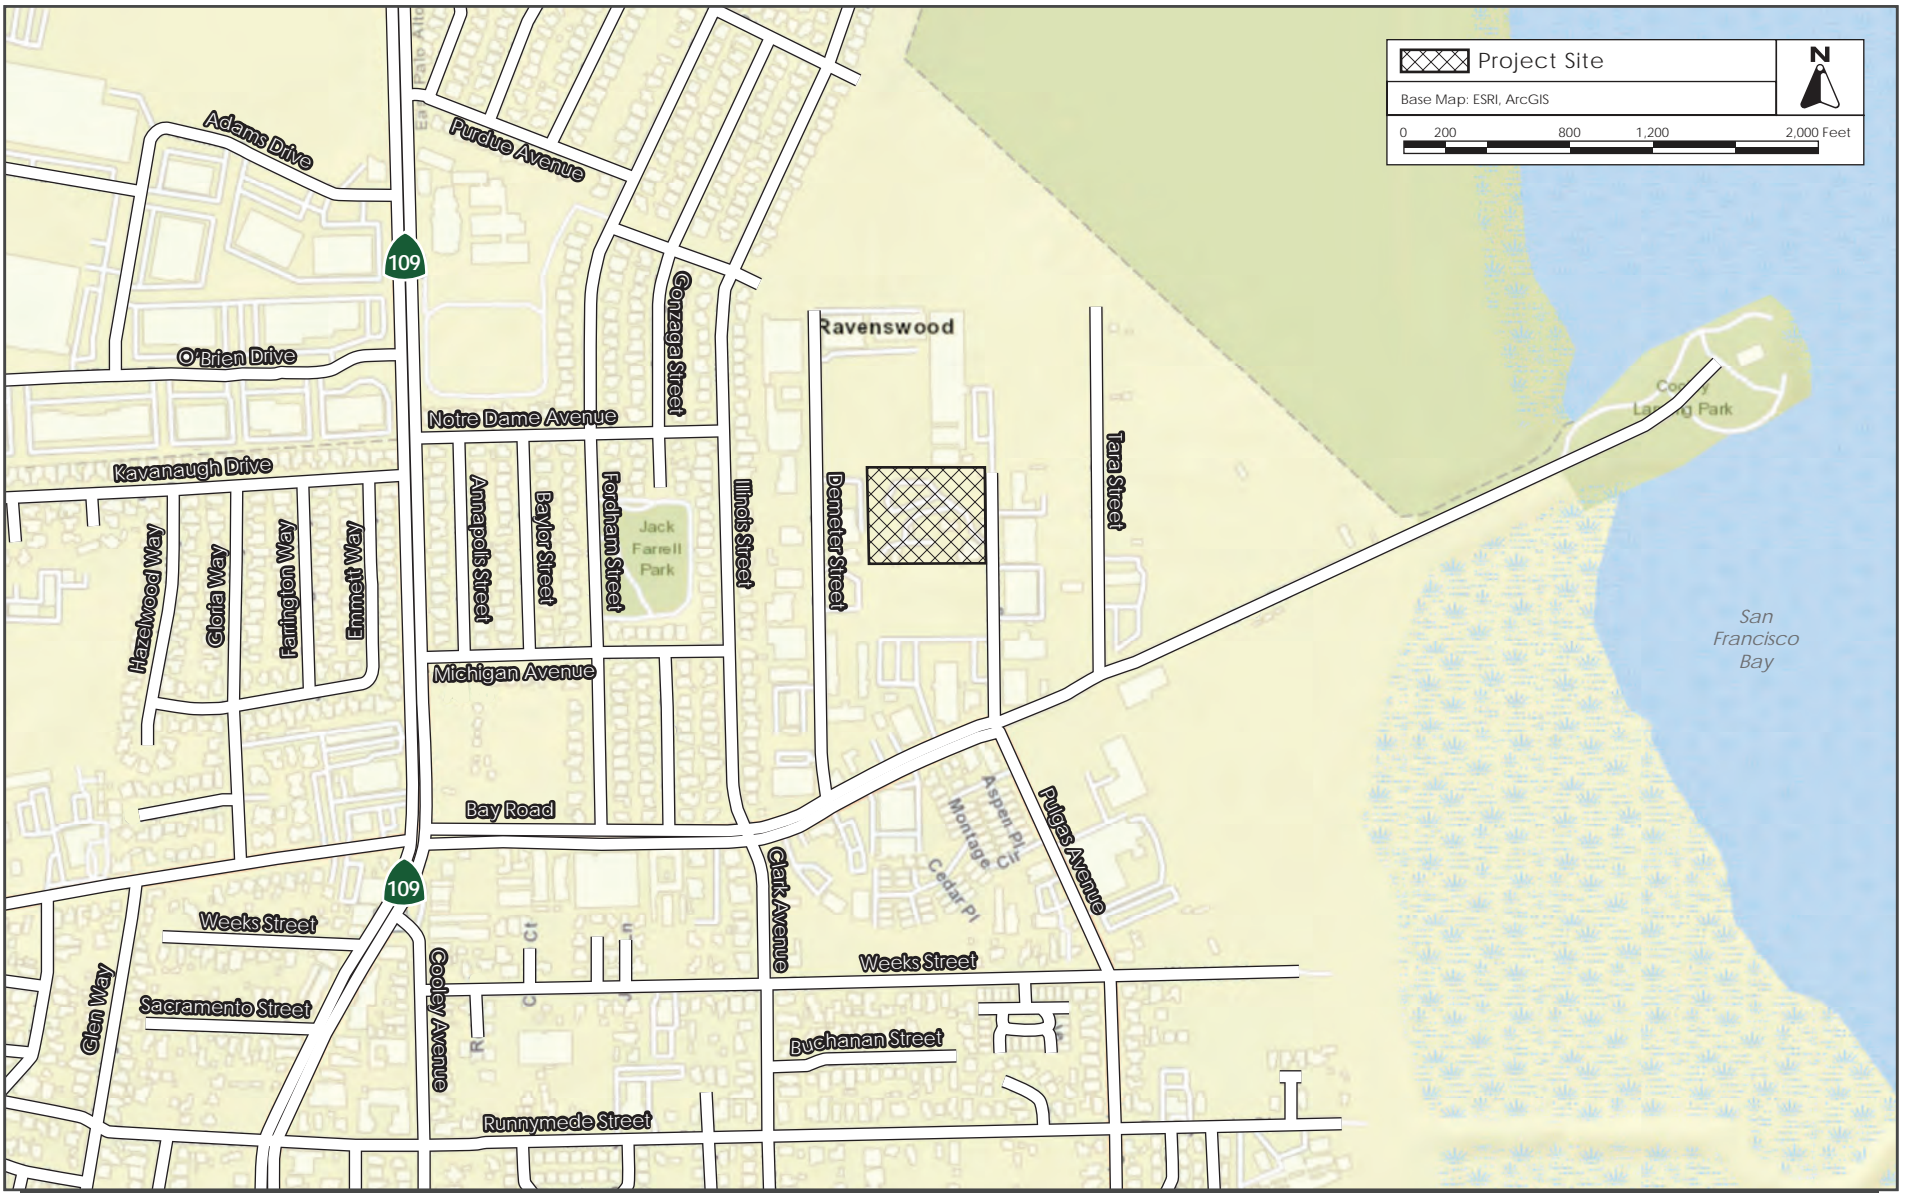 Project Site
N
Base Map: ESRI, ArcGIS
0 200 800 1,200 2,000 Feet
Adams Drive
Purdue Avenue
109
Gonzaga Street
Ravenswood
O'Brien Drive
Notre Dame Avenue
Kavanaugh Drive
Hazelwood Way
Gloria Way
Farrington Way
Emmett Way
Annapolis Street
Baylor Street
Fordham Street
Jack
Farrell
Park
Illinois Street
Demeter Street
Tara Street
Landing Park
San
Francisco
Bay
Michigan Avenue
Bay Road
Aspen Pl
Montage Cir
Cedar Pl
Pulgas Avenue
109
Clark Avenue
Weeks Street
Ct
Ln
Weeks Street
Glen Way
Sacramento Street
Cooley Avenue
Buchanan Street
Runnymede Street